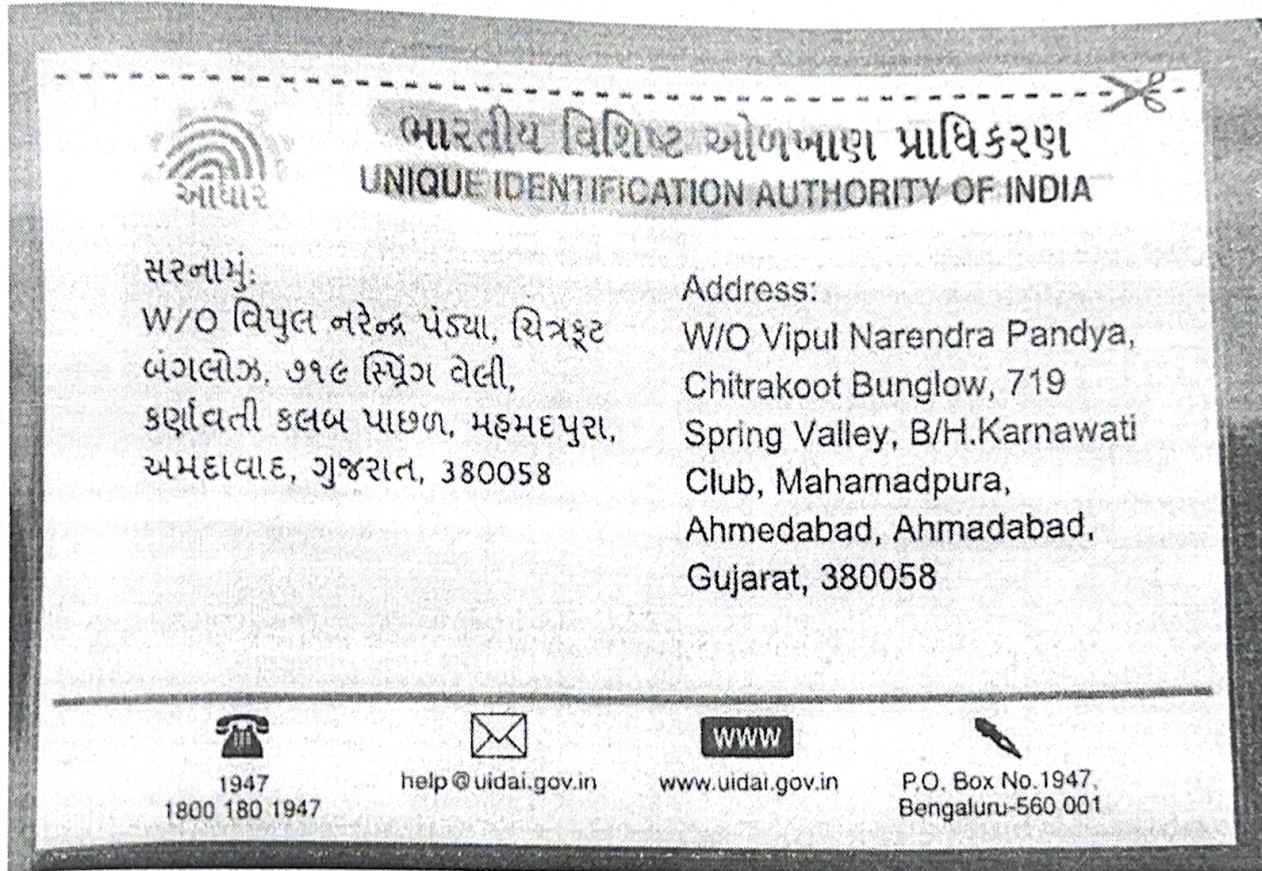 આધાર
ભારતીય વિશિષ્ટ ઓળખાણ પ્રાધિકરણ
UNIQUE IDENTIFICATION AUTHORITY OF INDIA
સરનામું:
W/O વિપુલ નરેન્દ્ર પંડ્યા, ચિત્રકૂટ
બંગલોઝ, ૭૧૯ સ્પ્રિંગ વેલી,
કર્ણાવતી કલબ પાછળ, મહમદપુરા,
અમદાવાદ, ગુજરાત, 380058
Address:
W/O Vipul Narendra Pandya,
Chitrakoot Bunglow, 719
Spring Valley, B/H.Karnawati
Club, Mahamadpura,
Ahmedabad, Ahmadabad,
Gujarat, 380058
1947
1800 180 1947
help@uidai.gov.in
WWW
www.uidai.gov.in
P.O. Box No.1947,
Bengaluru-560 001